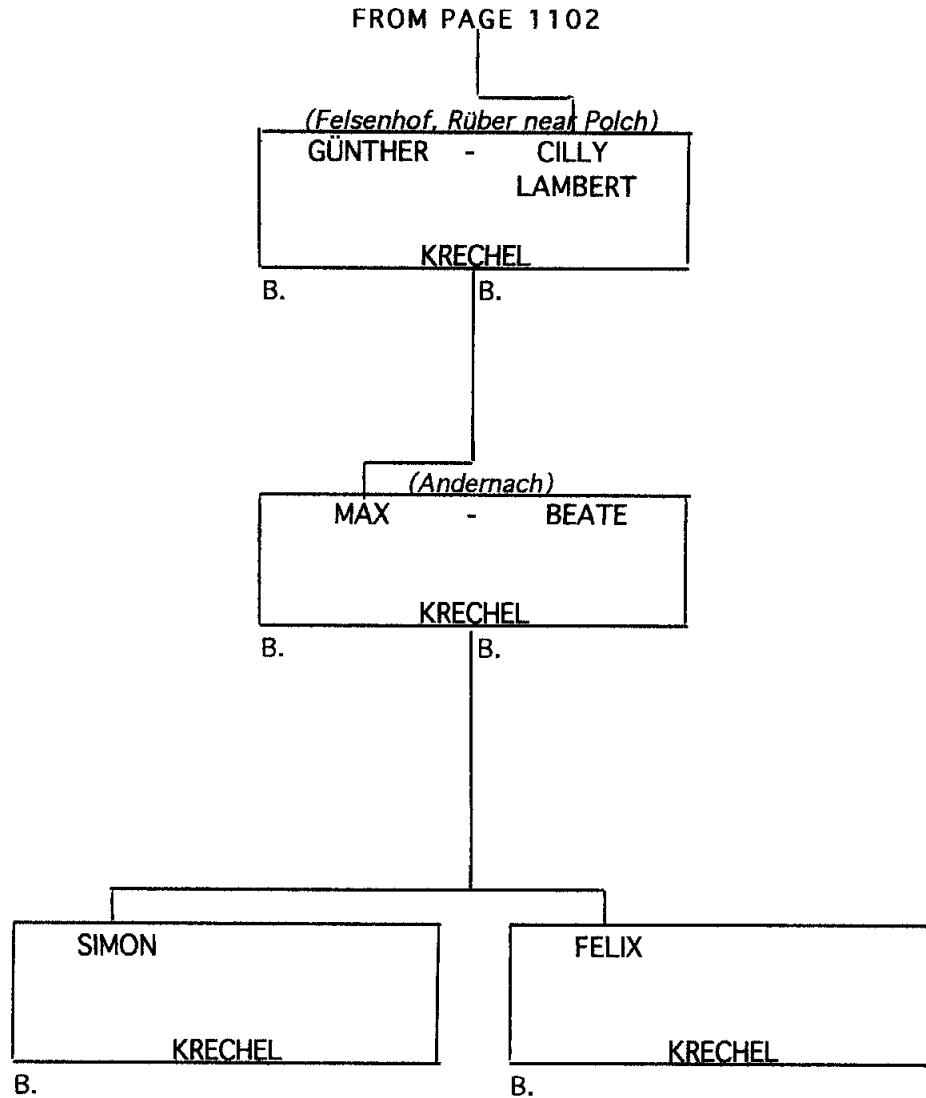 FROM PAGE 1102
(Felsenhof, Rüber near Polch)
GÜNTHER - CILLY
LAMBERT
KRECHEL
B. B.
(Andernach)
MAX - BEATE
KRECHEL
B. B.
SIMON FELIX
KRECHEL KRECHEL
B. B.